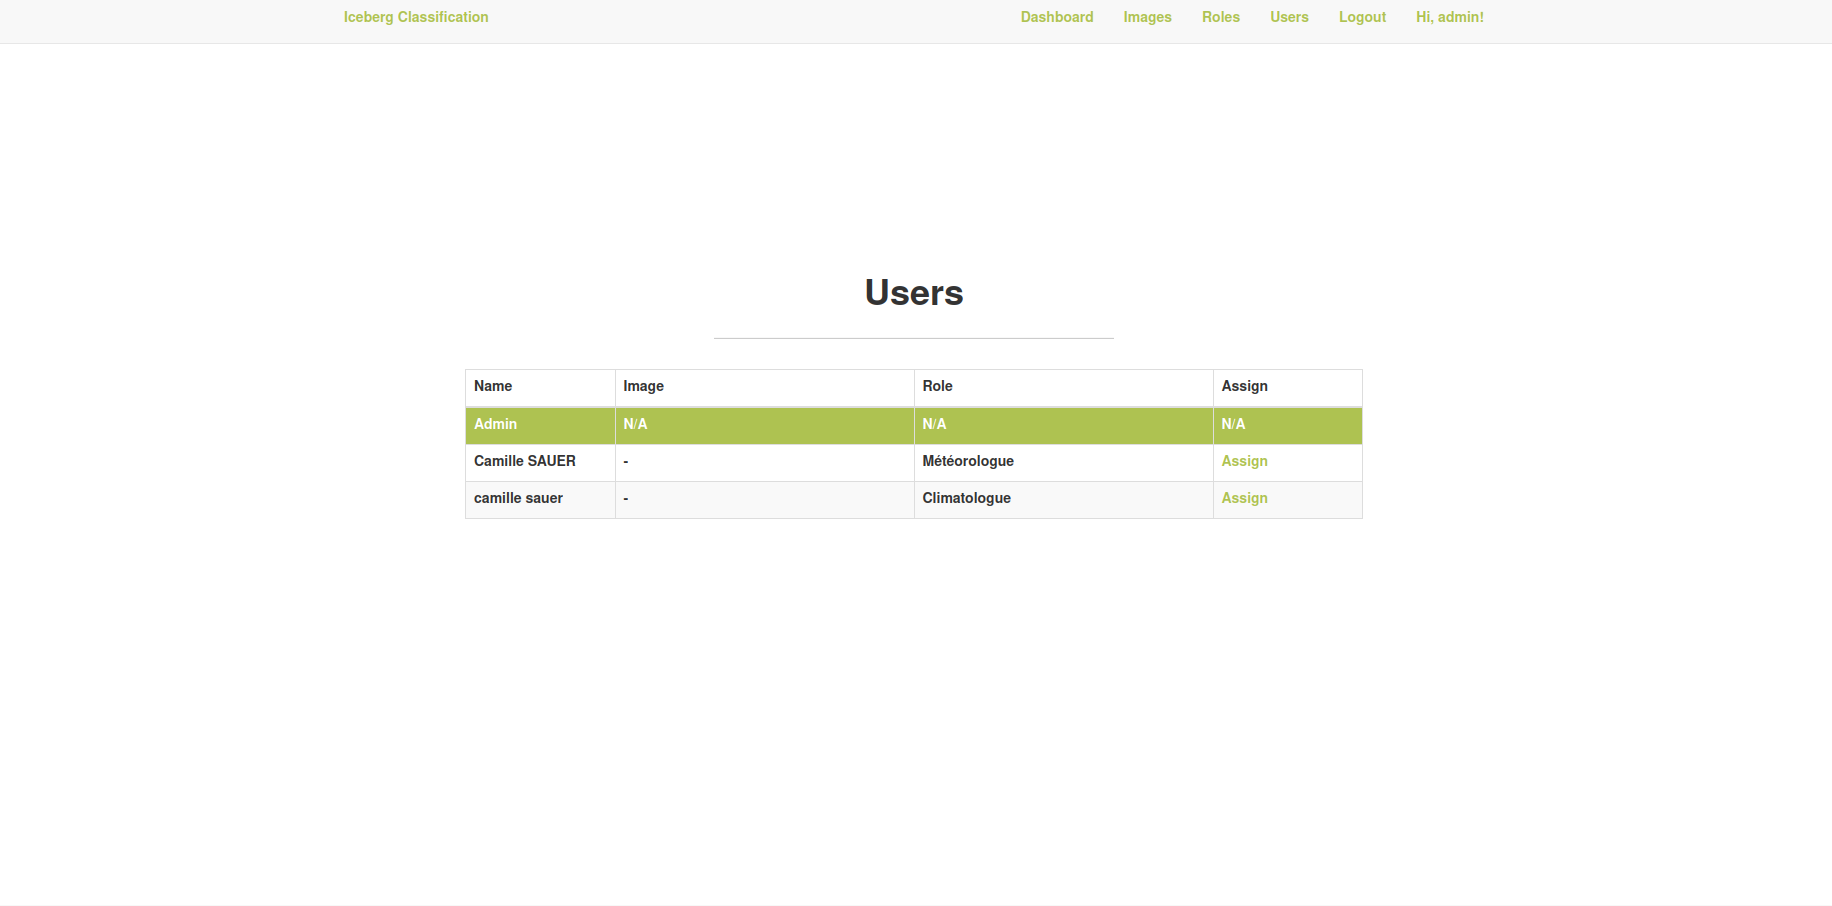 Iceberg Classification Dashboard Images Roles Users Logout Hi, admin!
Users
Name Image Role Assign
Admin N/A N/A N/A
Camille SAUER - Météorologue Assign
camille sauer - Climatologue Assign